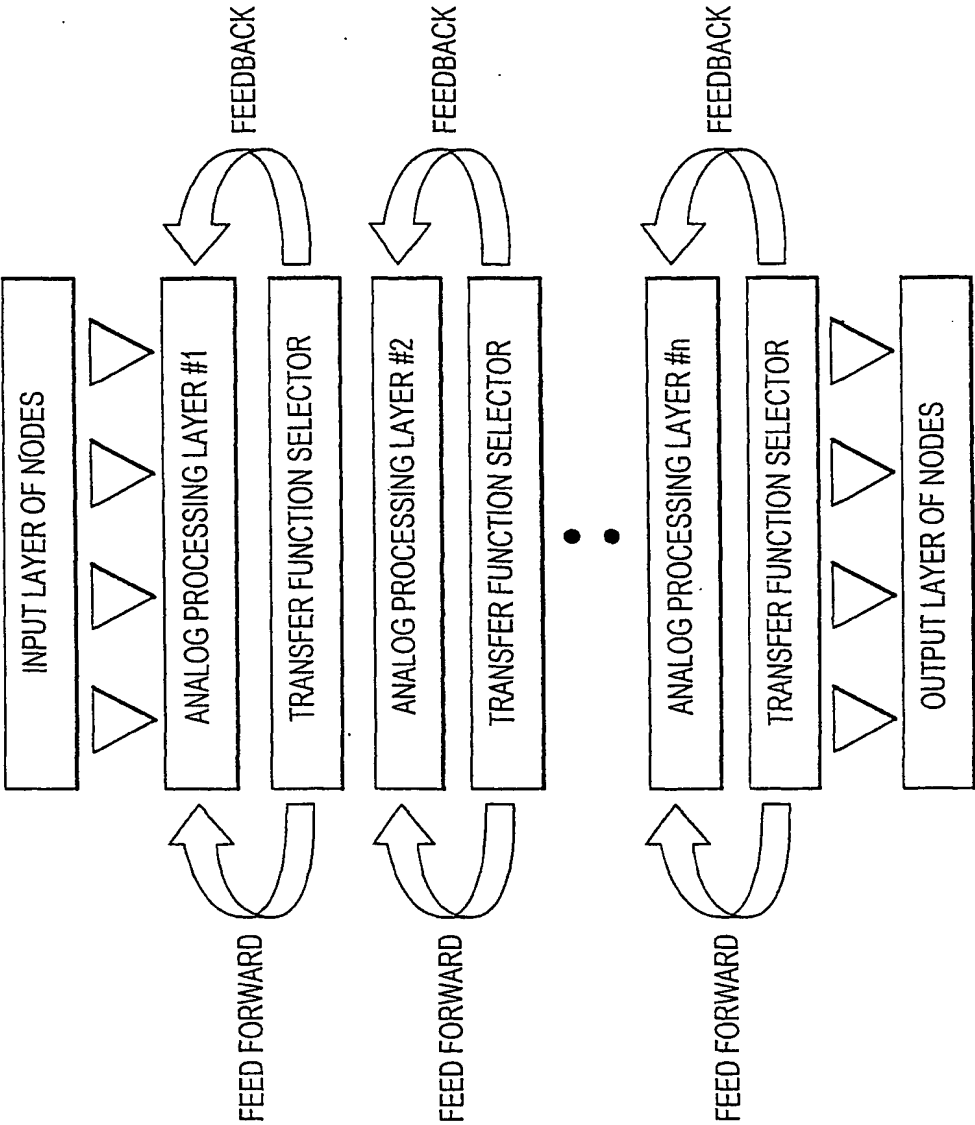 INPUT LAYER OF NODES
ANALOG PROCESSING LAYER #1
FEED FORWARD
FEEDBACK
TRANSFER FUNCTION SELECTOR
ANALOG PROCESSING LAYER #2
FEED FORWARD
FEEDBACK
TRANSFER FUNCTION SELECTOR
ANALOG PROCESSING LAYER #n
FEED FORWARD
FEEDBACK
TRANSFER FUNCTION SELECTOR
OUTPUT LAYER OF NODES